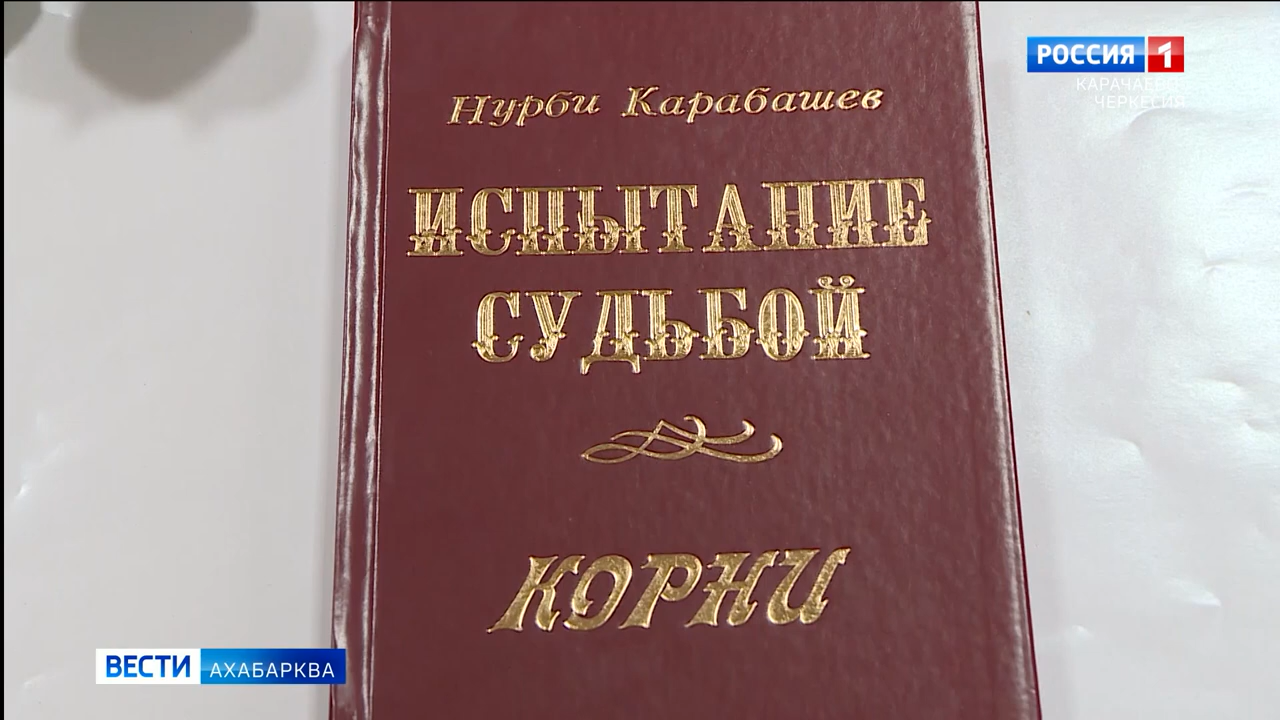 РОССИЯ 1
КАРАЧАЕВО
ЧЕРКЕСИЯ
Нурби Карабашев
ИСПЫТАНИЕ
СУДЬБОЙ
КОРНИ
ВЕСТИ АХАБАРКВА